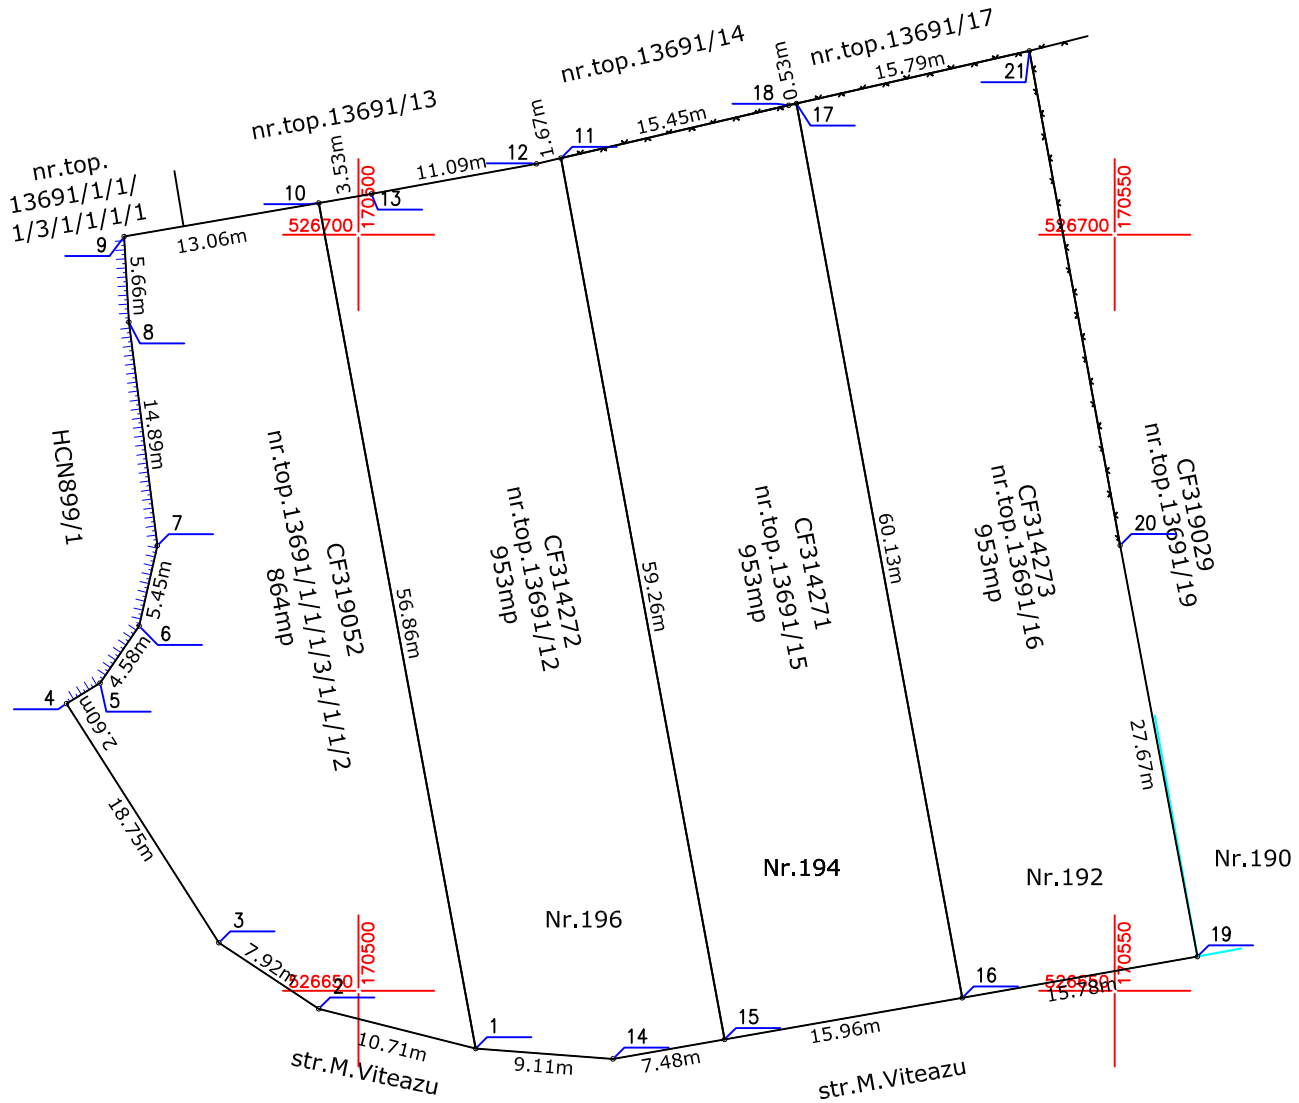 nr.top.13691/17
nr.top.13691/14
nr.top.13691/13
nr.top.
13691/1/1/
1/3/1/1/1/1
0.53m
15.79m
21
18
17
15.45m
1.67m
11
12
11.09m
3.53m
10
13
13.06m
9
526700
170500
526700
170550
5.66m
8
14.89m
HCN899/1
7
5.45m
6
4.58m
5
4
2.60m
18.75m
3
7.92m
2
10.71m
1
9.11m
14
7.48m
15
15.96m
16
15.78m
19
20
27.67m
56.86m
59.26m
60.13m
CF319052
nr.top.13691/1/1/1/3/1/1/1/2
864mp
CF314272
nr.top.13691/12
953mp
CF314271
nr.top.13691/15
953mp
CF314273
nr.top.13691/16
953mp
CF319029
nr.top.13691/19
Nr.196
Nr.194
Nr.192
Nr.190
526650
170500
526650
170550
str.M.Viteazu
str.M.Viteazu